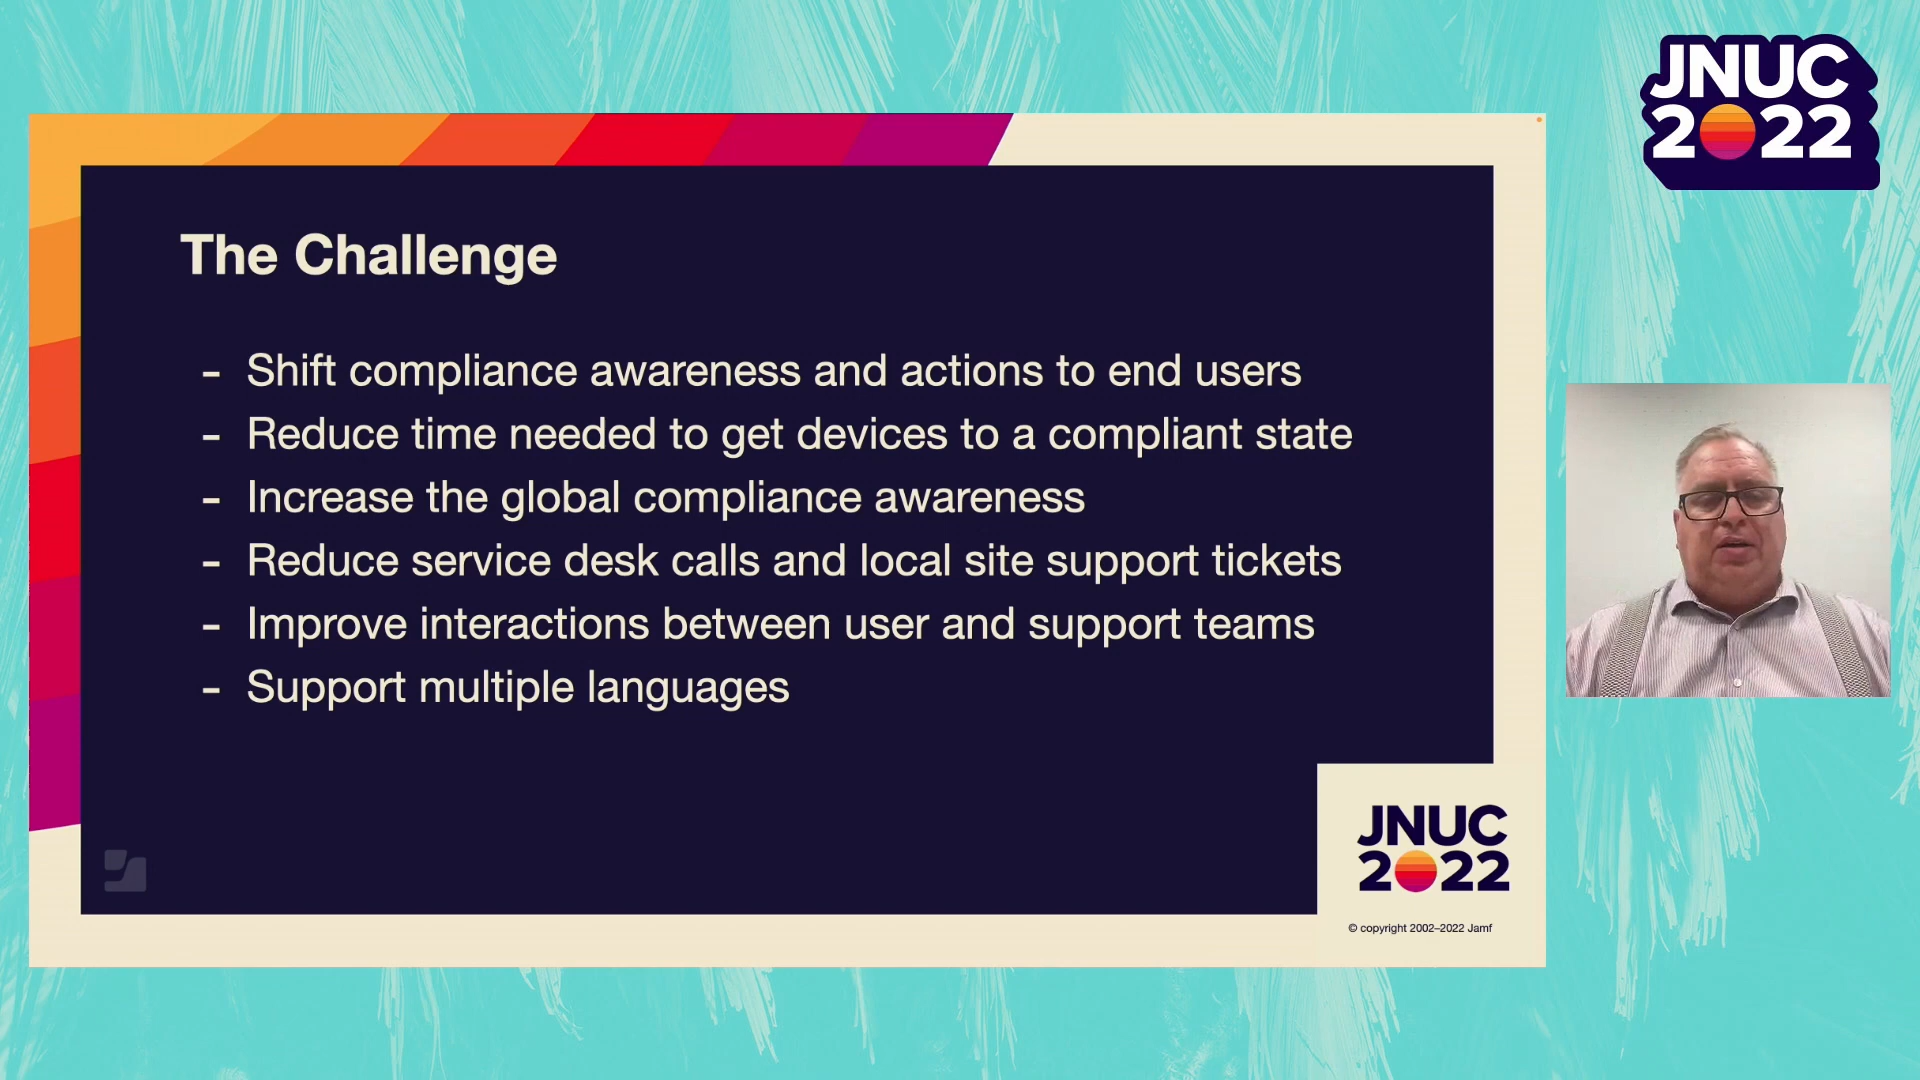 JNUC
2022
The Challenge
- Shift compliance awareness and actions to end users
- Reduce time needed to get devices to a compliant state
- Increase the global compliance awareness
- Reduce service desk calls and local site support tickets
- Improve interactions between user and support teams
- Support multiple languages
JNUC
2022
© copyright 2002–2022 Jamf